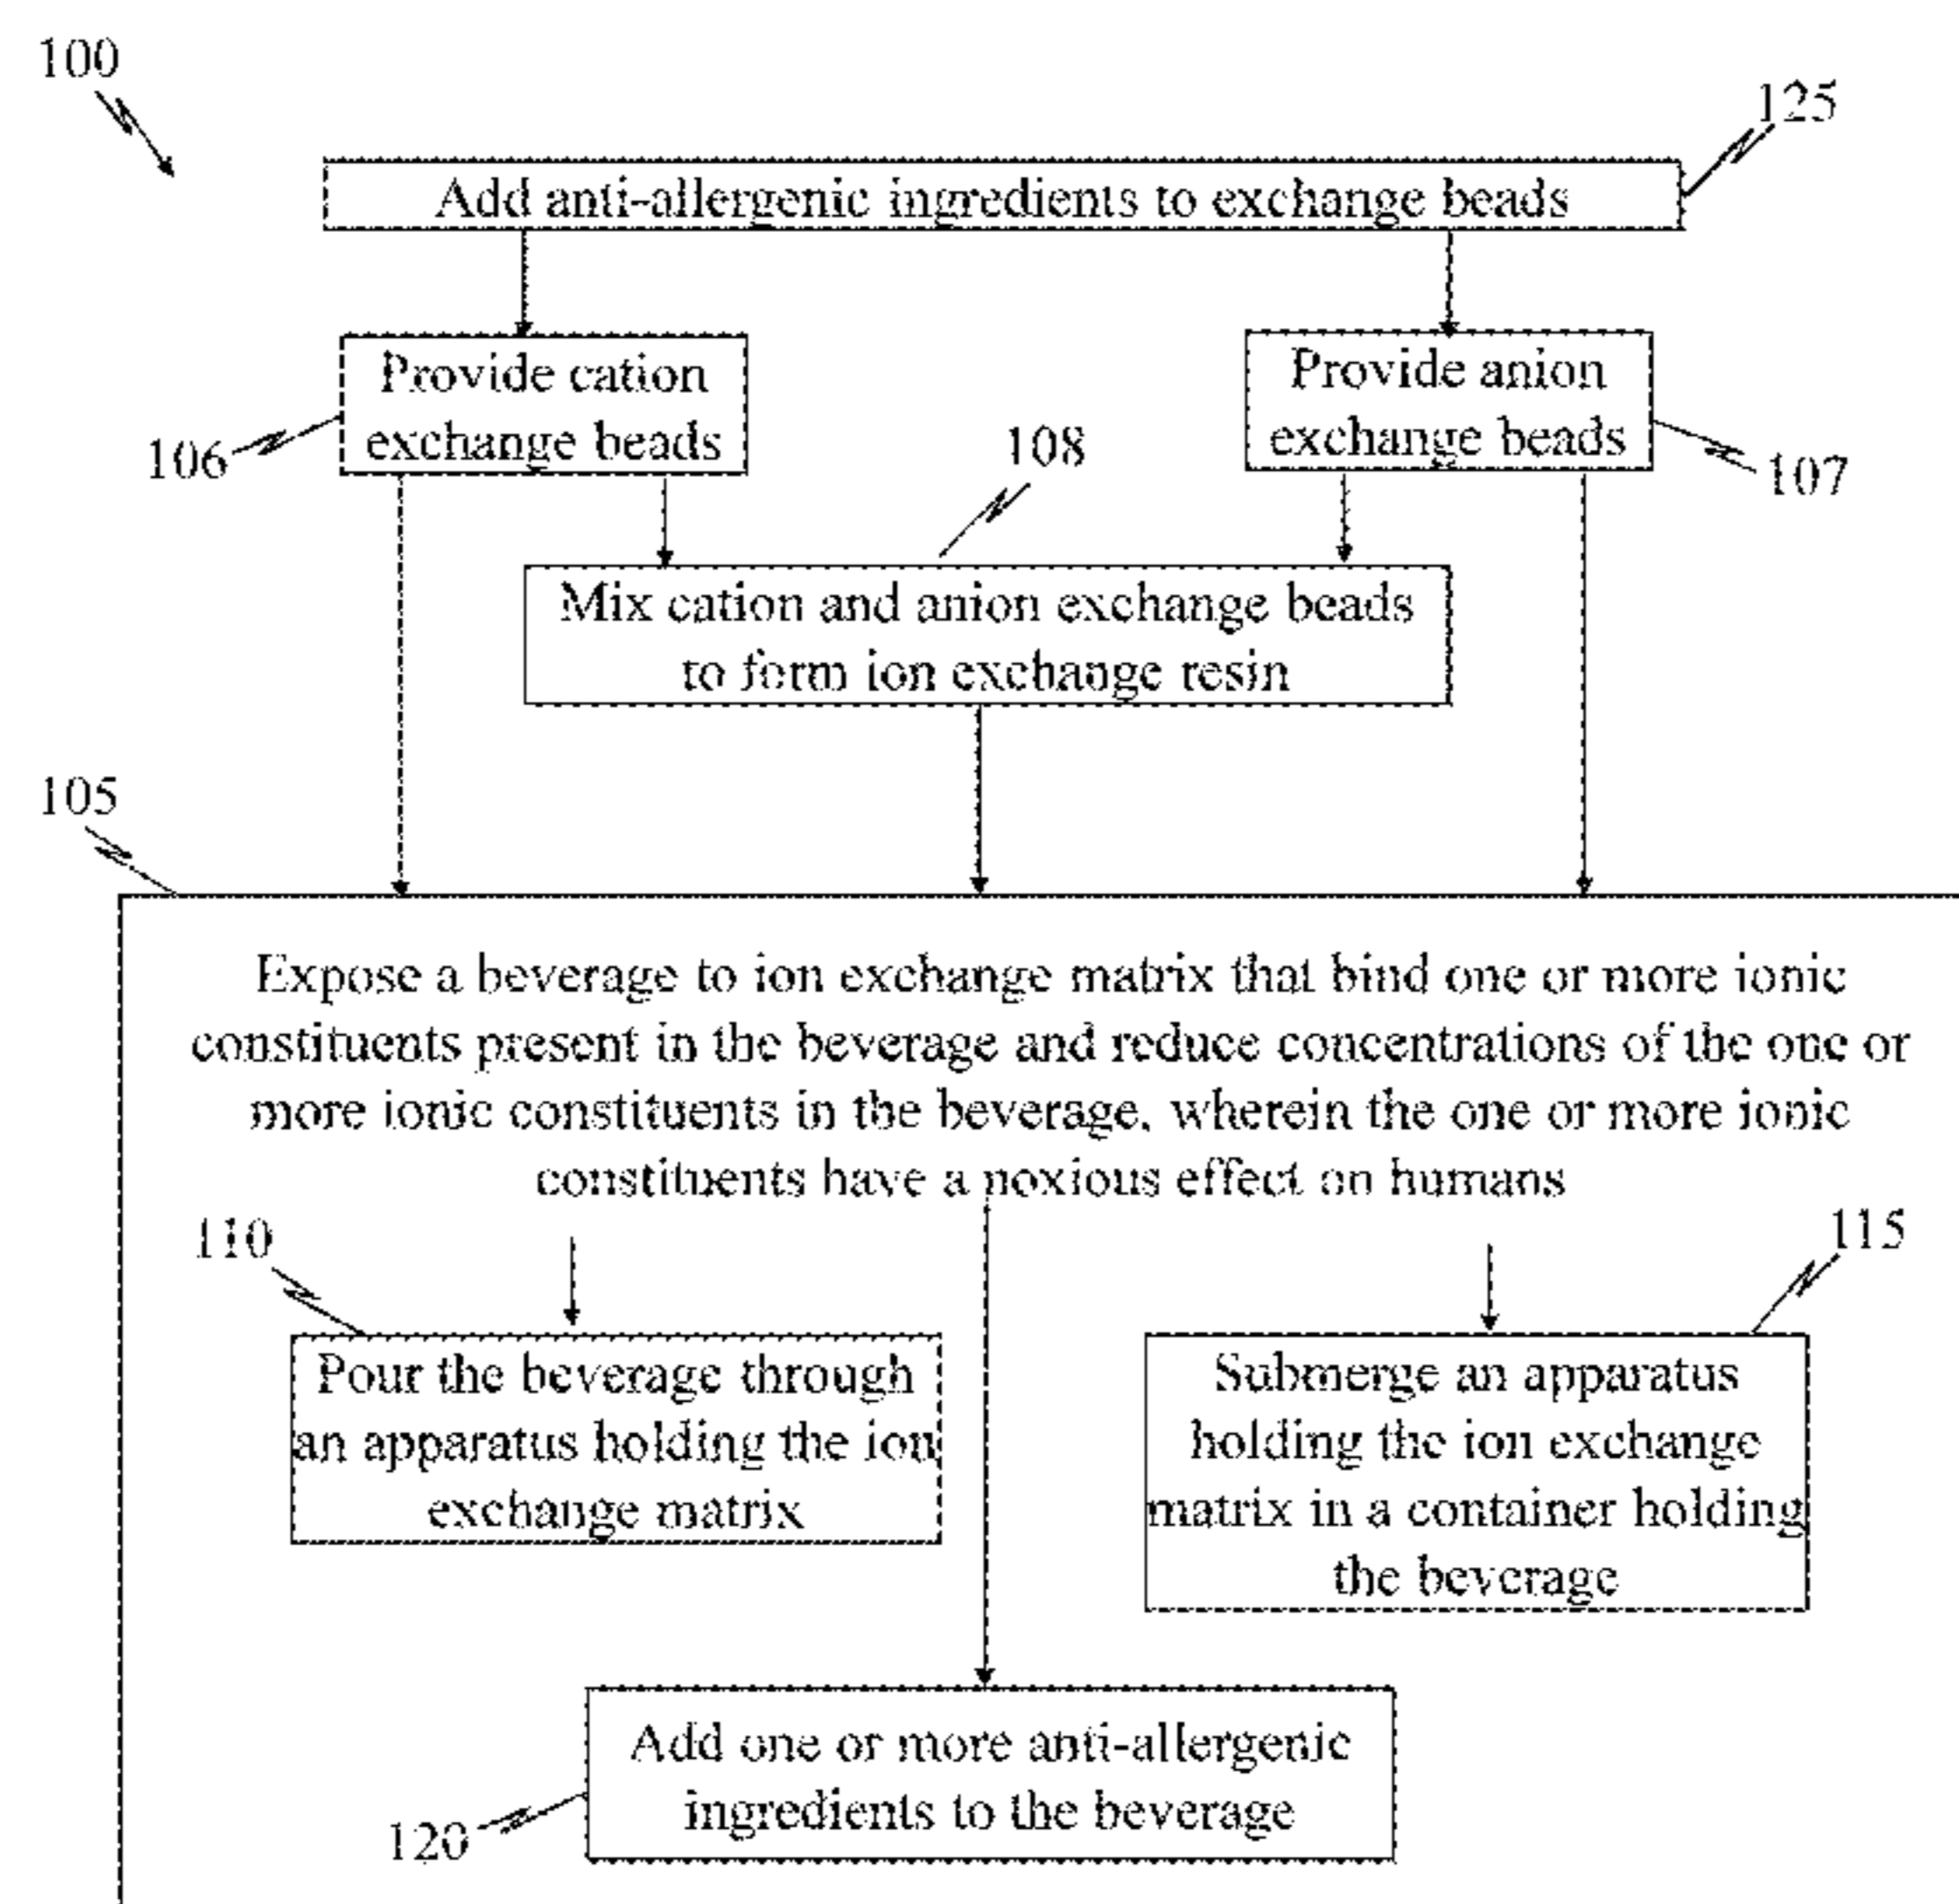 100
125
Add anti-allergenic ingredients to exchange beads
Provide cation
exchange beads
106
Provide anion
exchange beads
107
108
Mix cation and anion exchange beads
to form ion exchange resin
105
Expose a beverage to ion exchange matrix that bind one or more ionic
constituents present in the beverage and reduce concentrations of the one or
more ionic constituents in the beverage, wherein the one or more ionic
constituents have a noxious effect on humans
110
115
Pour the beverage through
an apparatus holding the ion
exchange matrix
Submerge an apparatus
holding the ion exchange
matrix in a container holding
the beverage
Add one or more anti-allergenic
ingredients to the beverage
120